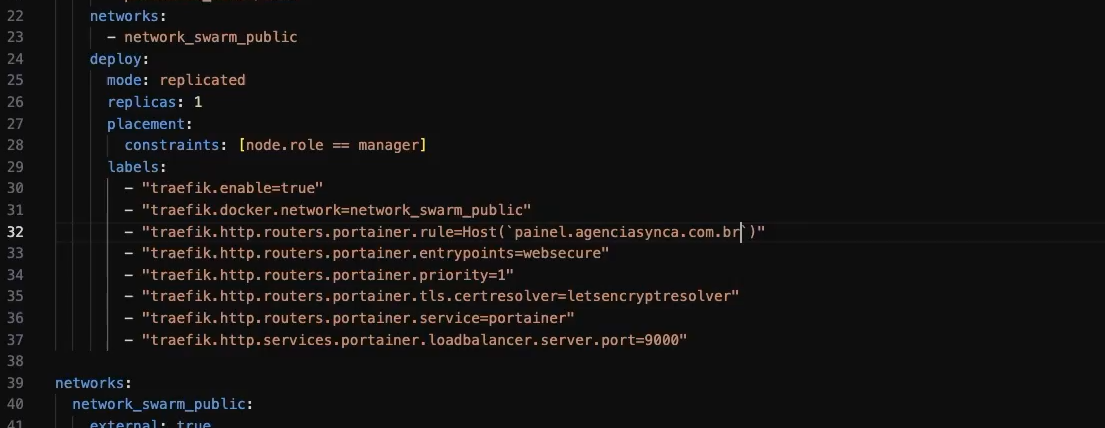 22 networks:
23 - network_swarm_public
24 deploy:
25 mode: replicated
26 replicas: 1
27 placement:
28 constraints: [node.role == manager]
29 labels:
30 - "traefik.enable=true"
31 - "traefik.docker.network=network_swarm_public"
32 - "traefik.http.routers.portainer.rule=Host(`painel.agenciasynca.com.br`)"
33 - "traefik.http.routers.portainer.entrypoints=websecure"
34 - "traefik.http.routers.portainer.priority=1"
35 - "traefik.http.routers.portainer.tls.certresolver=letsencryptresolver"
36 - "traefik.http.routers.portainer.service=portainer"
37 - "traefik.http.services.portainer.loadbalancer.server.port=9000"
38
39 networks:
40 network_swarm_public:
41 external: true